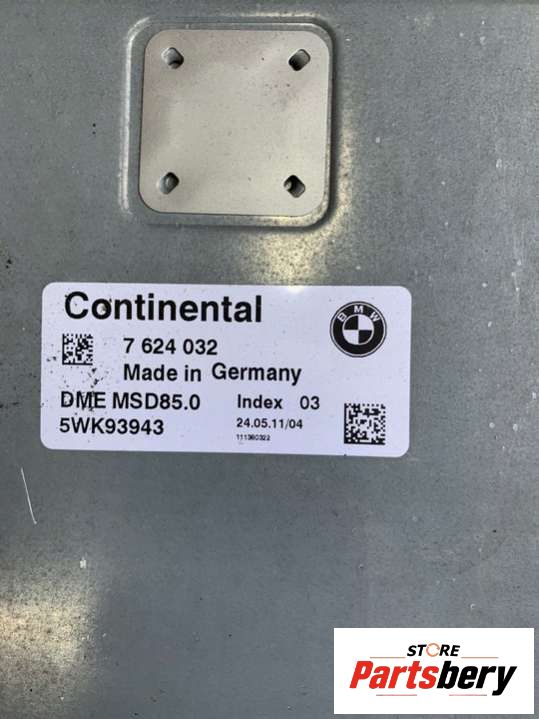 Continental
BMW
7 624 032
Made in Germany
DME MSD85.0 Index 03
5WK93943 24.05.11/04
111360322
STORE
Partsbery